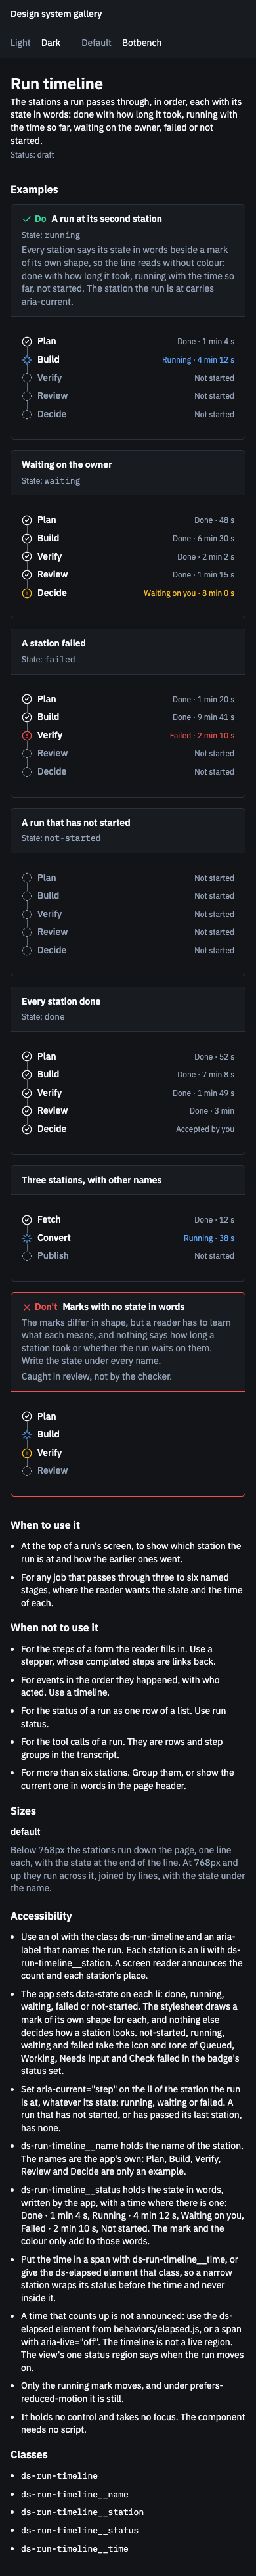 Design system gallery
Light Dark Default Botbench
Run timeline
The stations a run passes through, in order, each with its
state in words: done with how long it took, running with
the time so far, waiting on the owner, failed or not
started.
Status: draft
Examples
Do A run at its second station
State: running
Every station says its state in words beside a mark
of its own shape, so the line reads without colour:
done with how long it took, running with the time so
far, not started. The station the run is at carries
aria-current.
Plan Done · 1 min 4 s
Build Running · 4 min 12 s
Verify Not started
Review Not started
Decide Not started
Waiting on the owner
State: waiting
Plan Done · 48 s
Build Done · 6 min 30 s
Verify Done · 2 min 2 s
Review Done · 1 min 15 s
Decide Waiting on you · 8 min 0 s
A station failed
State: failed
Plan Done · 1 min 20 s
Build Done · 9 min 41 s
Verify Failed · 2 min 10 s
Review Not started
Decide Not started
A run that has not started
State: not-started
Plan Not started
Build Not started
Verify Not started
Review Not started
Decide Not started
Every station done
State: done
Plan Done · 52 s
Build Done · 7 min 8 s
Verify Done · 1 min 49 s
Review Done · 3 min
Decide Accepted by you
Three stations, with other names
Fetch Done · 12 s
Convert Running · 38 s
Publish Not started
Don't Marks with no state in words
The marks differ in shape, but a reader has to learn
what each means, and nothing says how long a
station took or whether the run waits on them.
Write the state under every name.
Caught in review, not by the checker.
Plan
Build
Verify
Review
When to use it
• At the top of a run's screen, to show which station the
run is at and how the earlier ones went.
• For any job that passes through three to six named
stages, where the reader wants the state and the time
of each.
When not to use it
• For the steps of a form the reader fills in. Use a
stepper, whose completed steps are links back.
• For events in the order they happened, with who
acted. Use a timeline.
• For the status of a run as one row of a list. Use run
status.
• For the tool calls of a run. They are rows and step
groups in the transcript.
• For more than six stations. Group them, or show the
current one in words in the page header.
Sizes
default
Below 768px the stations run down the page, one line
each, with the state at the end of the line. At 768px and
up they run across it, joined by lines, with the state under
the name.
Accessibility
• Use an ol with the class ds-run-timeline and an aria-
label that names the run. Each station is an li with ds-
run-timeline__station. A screen reader announces the
count and each station's place.
• The app sets data-state on each li: done, running,
waiting, failed or not-started. The stylesheet draws a
mark of its own shape for each, and nothing else
decides how a station looks. not-started, running,
waiting and failed take the icon and tone of Queued,
Working, Needs input and Check failed in the badge's
status set.
• Set aria-current="step" on the li of the station the run
is at, whatever its state: running, waiting or failed. A
run that has not started, or has passed its last station,
has none.
• ds-run-timeline__name holds the name of the station.
The names are the app's own: Plan, Build, Verify,
Review and Decide are only an example.
• ds-run-timeline__status holds the state in words,
written by the app, with a time where there is one:
Done · 1 min 4 s, Running · 4 min 12 s, Waiting on you,
Failed · 2 min 10 s, Not started. The mark and the
colour only add to those words.
• Put the time in a span with ds-run-timeline__time, or
give the ds-elapsed element that class, so a narrow
station wraps its status before the time and never
inside it.
• A time that counts up is not announced: use the ds-
elapsed element from behaviors/elapsed.js, or a span
with aria-live="off". The timeline is not a live region.
The view's one status region says when the run moves
on.
• Only the running mark moves, and under prefers-
reduced-motion it is still.
• It holds no control and takes no focus. The component
needs no script.
Classes
• ds-run-timeline
• ds-run-timeline__name
• ds-run-timeline__station
• ds-run-timeline__status
• ds-run-timeline__time